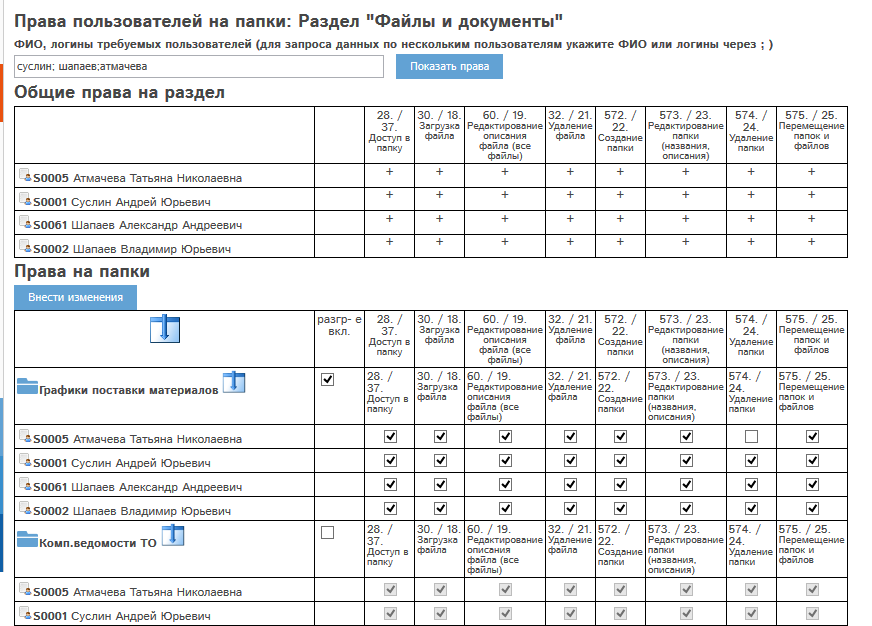 Права пользователей на папки: Раздел "Файлы и документы"
ФИО, логины требуемых пользователей (для запроса данных по нескольким пользователям укажите ФИО или логины через ; )
суслин; шапаев;атмачева
Показать права
Общие права на раздел
28. / 37. Доступ в папку
30. / 18. Загрузка файла
60. / 19. Редактирование описания файла (все файлы)
32. / 21. Удаление файла
572. / 22. Создание папки
573. / 23. Редактирование папки (названия, описания)
574. / 24. Удаление папки
575. / 25. Перемещение папок и файлов
S0005 Атмачева Татьяна Николаевна + + + + + + + +
S0001 Суслин Андрей Юрьевич + + + + + + + +
S0061 Шапаев Александр Андреевич + + + + + + + +
S0002 Шапаев Владимир Юрьевич + + + + + + + +
Права на папки
Внести изменения
разгр- е вкл.
28. / 37. Доступ в папку
30. / 18. Загрузка файла
60. / 19. Редактирование описания файла (все файлы)
32. / 21. Удаление файла
572. / 22. Создание папки
573. / 23. Редактирование папки (названия, описания)
574. / 24. Удаление папки
575. / 25. Перемещение папок и файлов
Графики поставки материалов
28. / 37. Доступ в папку
30. / 18. Загрузка файла
60. / 19. Редактирование описания файла (все файлы)
32. / 21. Удаление файла
572. / 22. Создание папки
573. / 23. Редактирование папки (названия, описания)
574. / 24. Удаление папки
575. / 25. Перемещение папок и файлов
S0005 Атмачева Татьяна Николаевна
S0001 Суслин Андрей Юрьевич
S0061 Шапаев Александр Андреевич
S0002 Шапаев Владимир Юрьевич
Комп.ведомости ТО
28. / 37. Доступ в папку
30. / 18. Загрузка файла
60. / 19. Редактирование описания файла (все файлы)
32. / 21. Удаление файла
572. / 22. Создание папки
573. / 23. Редактирование папки (названия, описания)
574. / 24. Удаление папки
575. / 25. Перемещение папок и файлов
S0005 Атмачева Татьяна Николаевна
S0001 Суслин Андрей Юрьевич